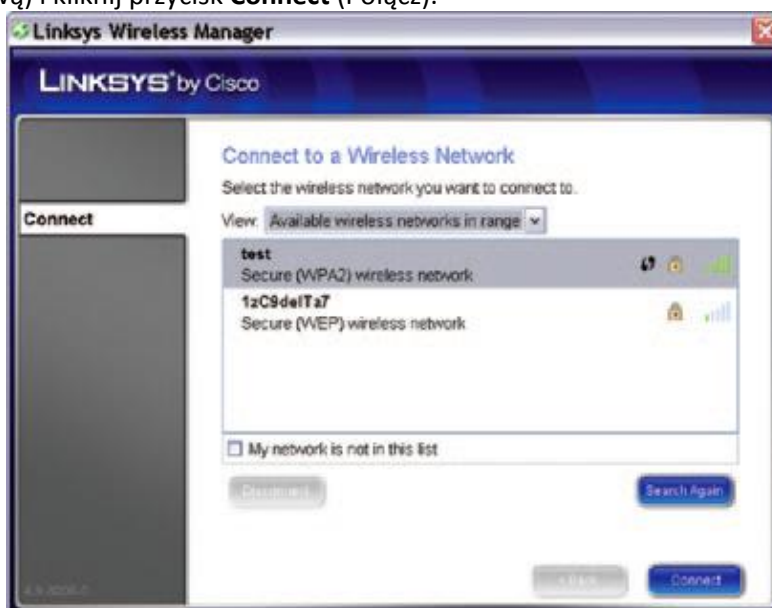 wą) i kliknij przycisk Connect (Połącz).
Linksys Wireless Manager
LINKSYS® by Cisco
Connect to a Wireless Network
Select the wireless network you want to connect to.
Connect
View: Available wireless networks in range
test
Secure (WPA2) wireless network
1zC9delTa7
Secure (WEP) wireless network
My network is not in this list
Disconnect
Search Again
< Back
Connect